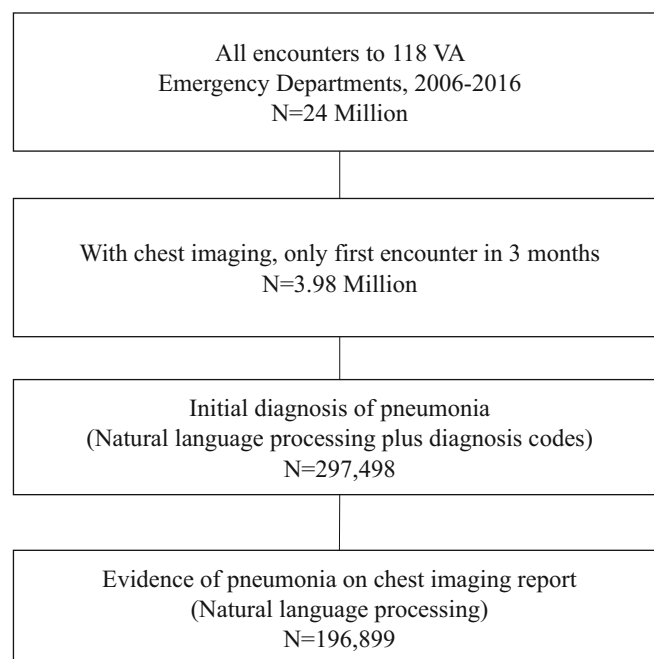 All encounters to 118 VA
Emergency Departments, 2006-2016
N=24 Million
With chest imaging, only first encounter in 3 months
N=3.98 Million
Initial diagnosis of pneumonia
(Natural language processing plus diagnosis codes)
N=297,498
Evidence of pneumonia on chest imaging report
(Natural language processing)
N=196,899